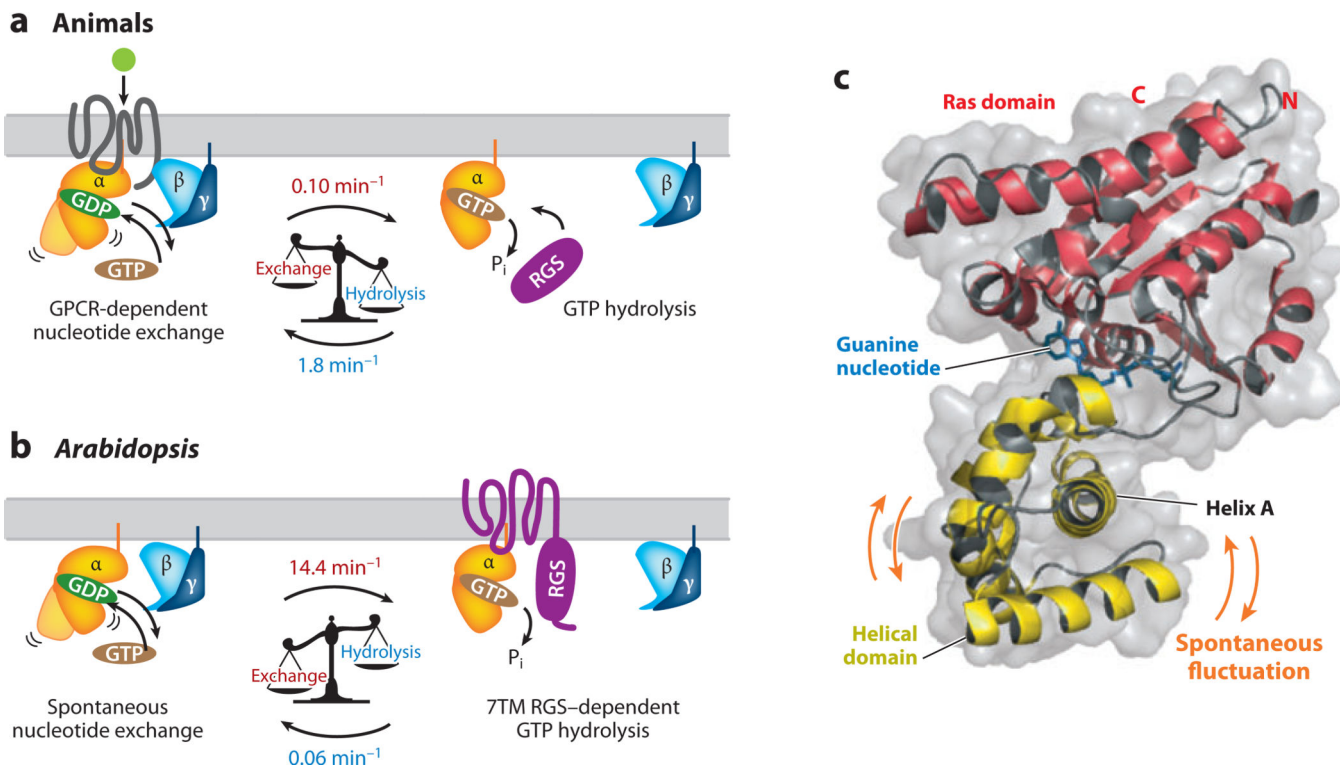 a Animals
α
β
γ
GDP
GTP
GPCR-dependent
nucleotide exchange
0.10 min⁻¹
Exchange
Hydrolysis
1.8 min⁻¹
GTP
Pi
RGS
β
γ
GTP hydrolysis
b Arabidopsis
α
β
γ
GDP
GTP
Spontaneous
nucleotide exchange
14.4 min⁻¹
Hydrolysis
Exchange
0.06 min⁻¹
α
GTP
RGS
Pi
β
γ
7TM RGS–dependent
GTP hydrolysis
c
Ras domain
C
N
Guanine
nucleotide
Helix A
Helical
domain
Spontaneous
fluctuation